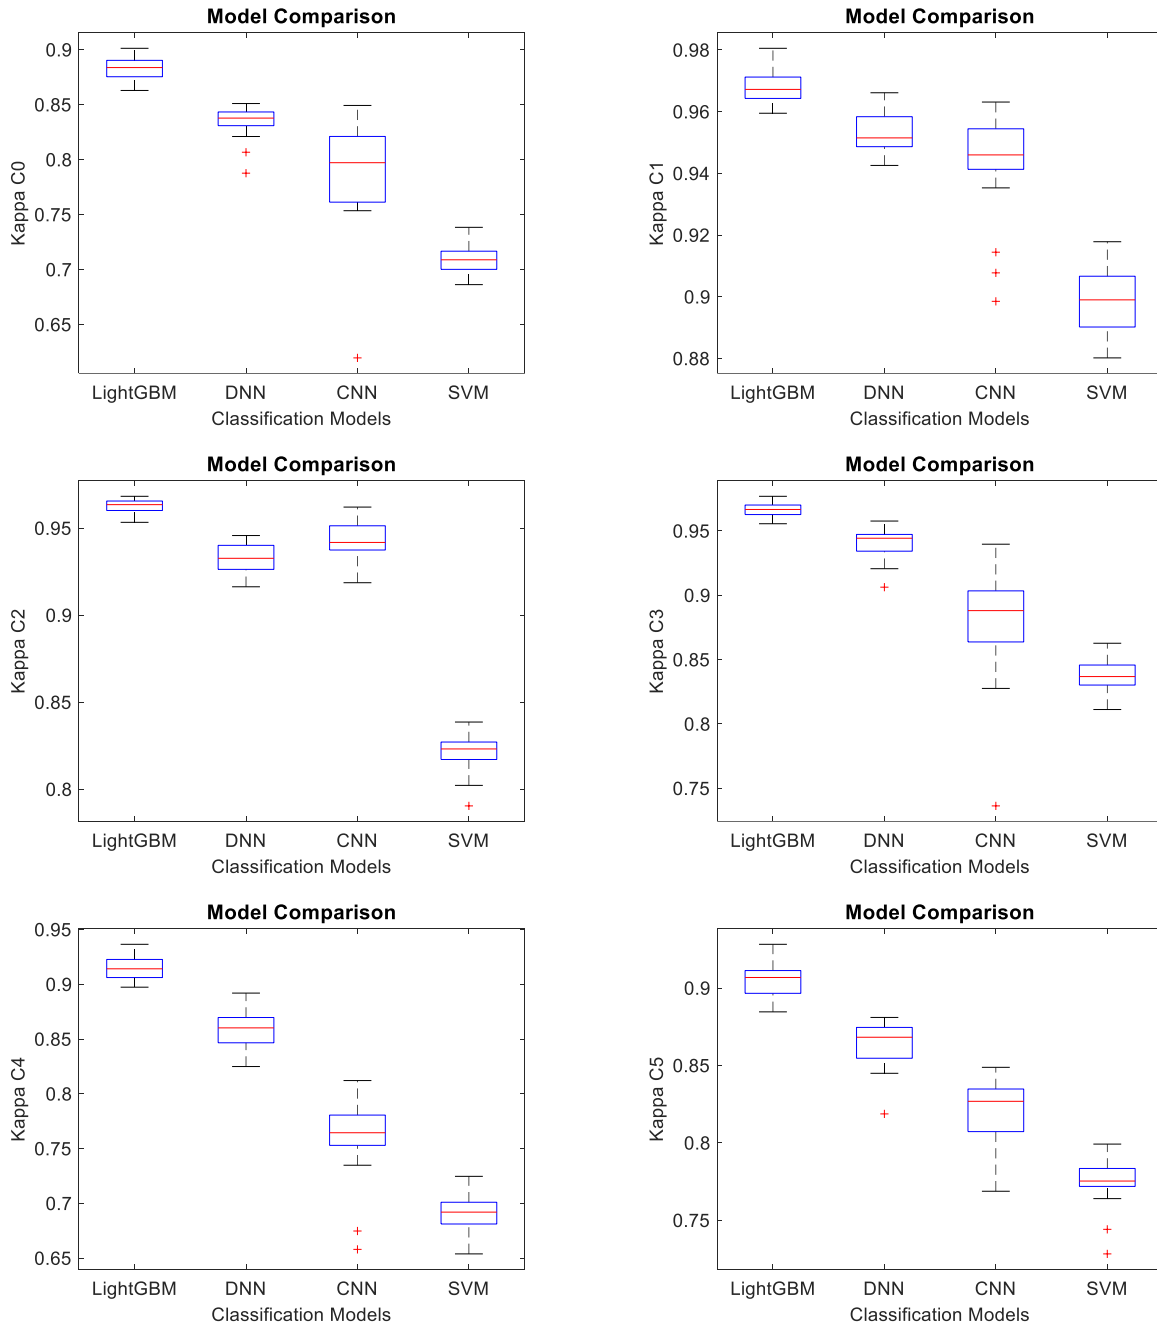 Model Comparison
0.9
0.85
0.8
0.75
0.7
0.65
Kappa C0
LightGBM DNN CNN SVM
Classification Models
Model Comparison
0.98
0.96
0.94
0.92
0.9
0.88
Kappa C1
LightGBM DNN CNN SVM
Classification Models
Model Comparison
0.95
0.9
0.85
0.8
Kappa C2
LightGBM DNN CNN SVM
Classification Models
Model Comparison
0.95
0.9
0.85
0.8
0.75
Kappa C3
LightGBM DNN CNN SVM
Classification Models
Model Comparison
0.95
0.9
0.85
0.8
0.75
0.7
0.65
Kappa C4
LightGBM DNN CNN SVM
Classification Models
Model Comparison
0.9
0.85
0.8
0.75
Kappa C5
LightGBM DNN CNN SVM
Classification Models